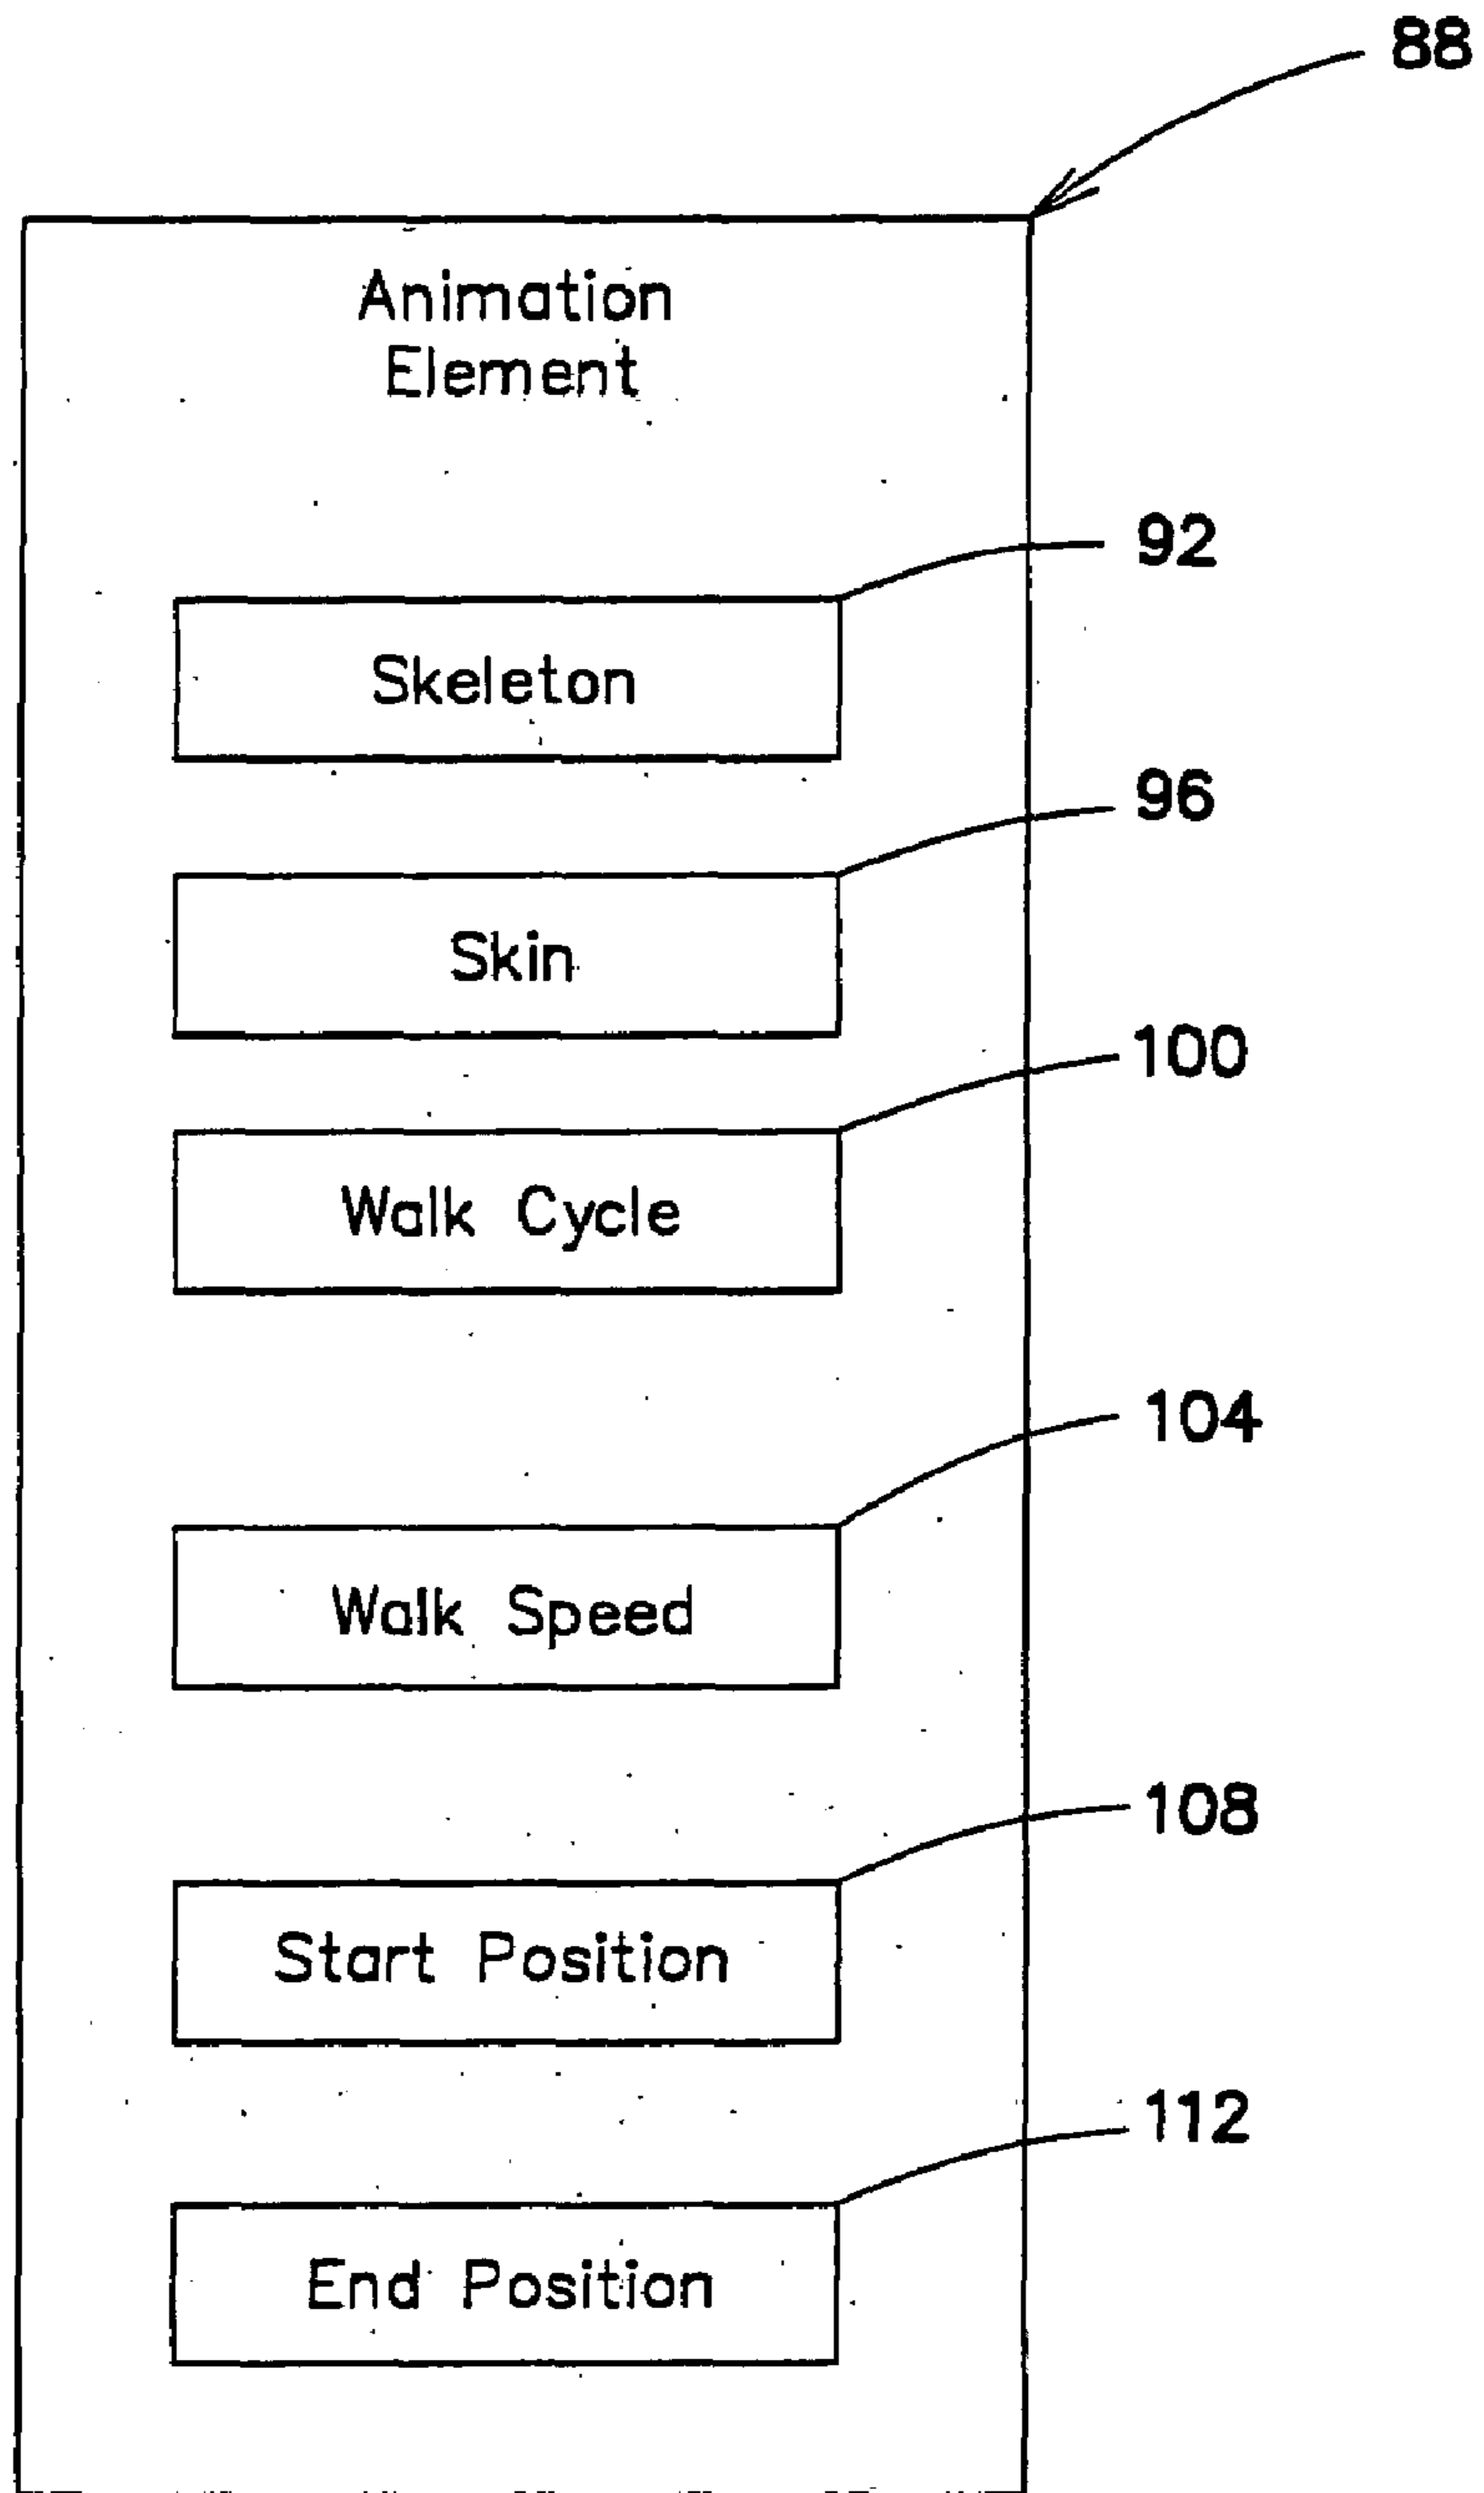 88
Animation
Element
92
Skeleton
96
Skin
100
Walk Cycle
104
Walk Speed
108
Start Position
112
End Position